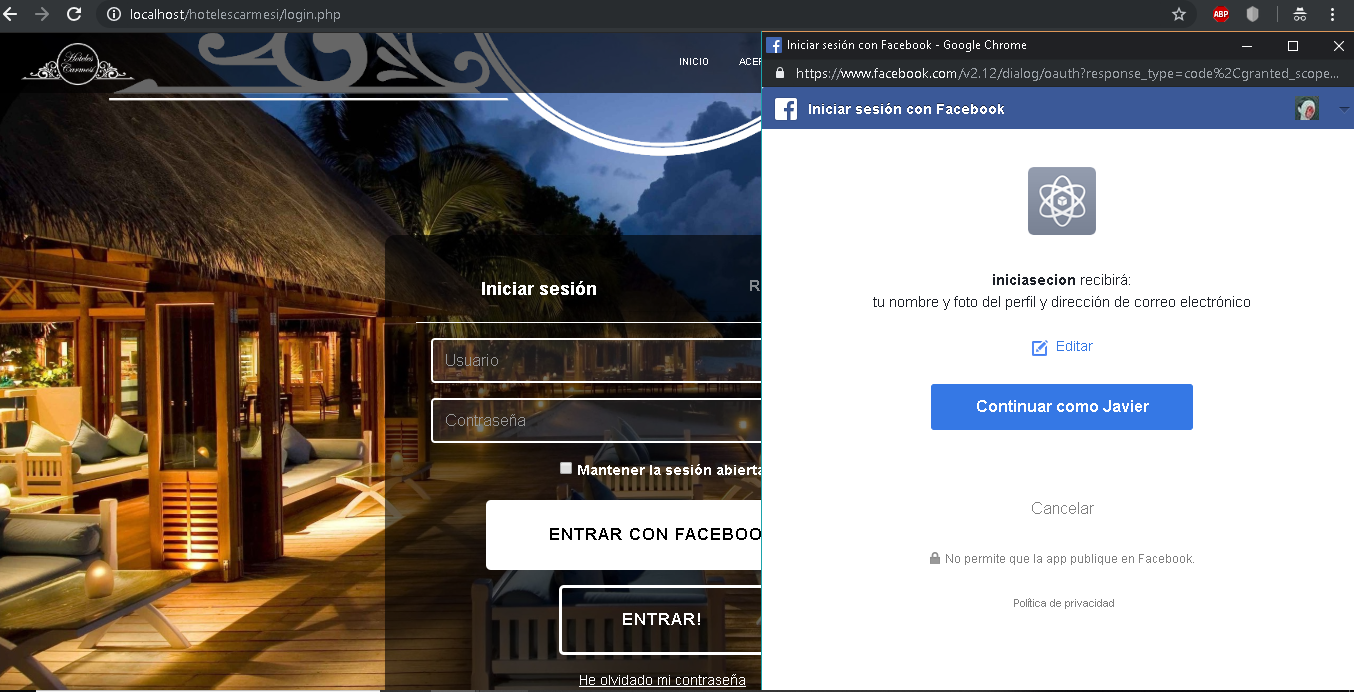 localhost/hotelescarmesi/login.php
ABP
Hoteles
Carmesí
INICIO
Iniciar sesión
Usuario
Contraseña
Mantener la sesión abierta
ENTRAR CON
ENTRAR!
He olvidado mi contraseña
Iniciar sesión con Facebook - Google Chrome
https://www.facebook.com/v2.12/dialog/oauth?response_type=code%2Cgranted_scope...
Iniciar sesión con Facebook
iniciasecion recibirá:
tu nombre y foto del perfil y dirección de correo electrónico
Editar
Continuar como Javier
Cancelar
No permite que la app publique en Facebook.
Política de privacidad